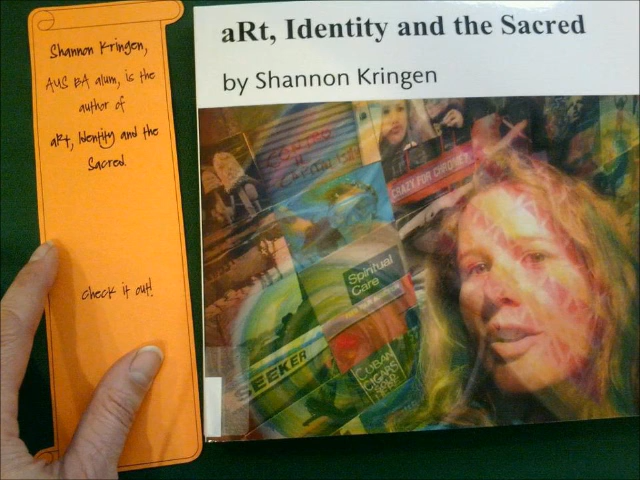 Shannon Kringen,
AUS BA alum, is the
author of
aRt, Identity and the
Sacred.
check it out!
aRt, Identity and the Sacred
by Shannon Kringen
CRAZY FOR CHRONET
Spiritual
Care
SEEKER
CUBAN
CIGARS